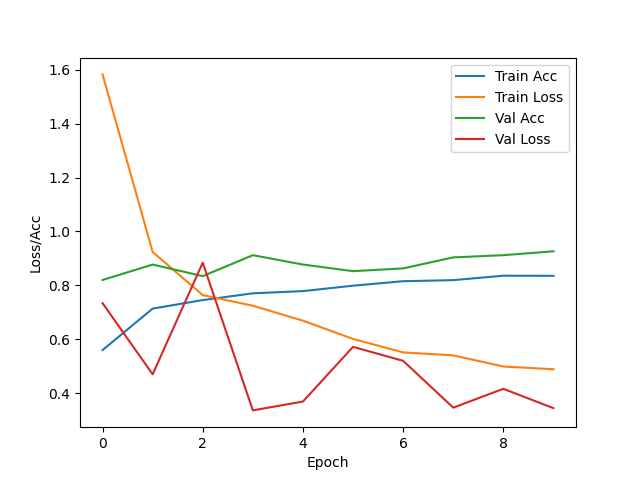 1.6
1.4
1.2
1.0
0.8
0.6
0.4
Loss/Acc
Train Acc
Train Loss
Val Acc
Val Loss
0 2 4 6 8
Epoch